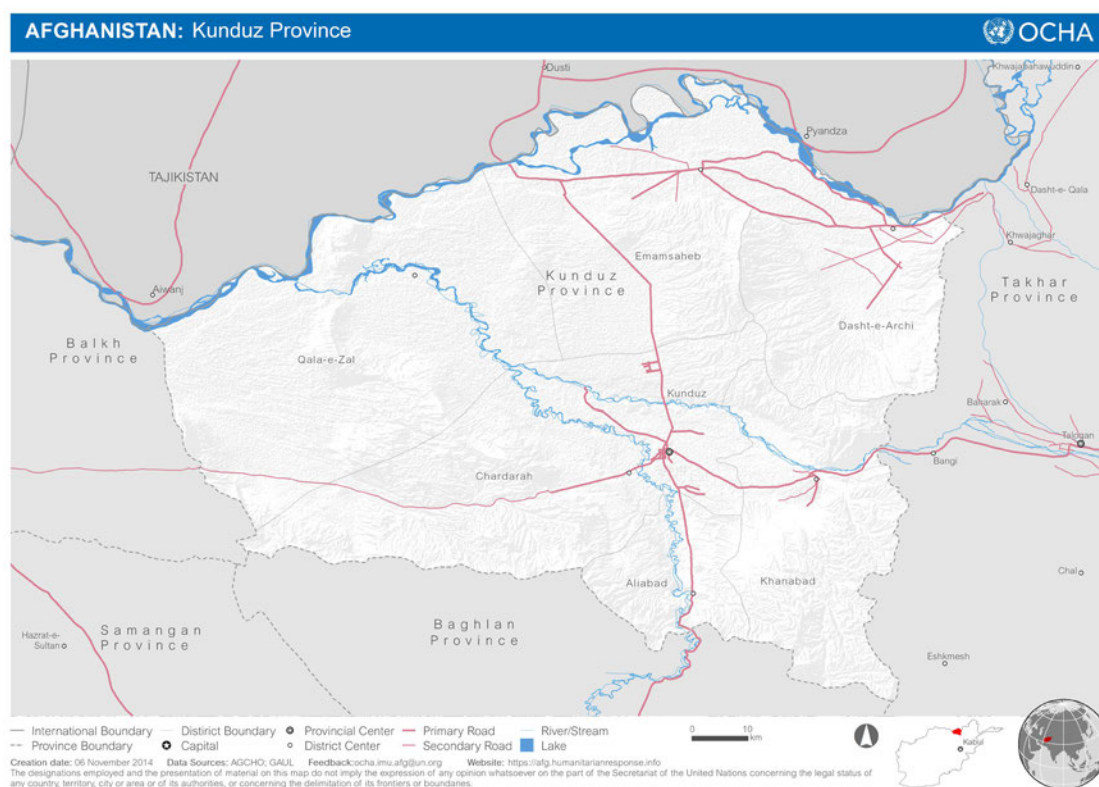 AFGHANISTAN: Kunduz Province
OCHA
Dusti
Khwajabahawuddin
Pyandza
TAJIKISTAN
Dasht-e- Qala
Khwajaghar
Emamsaheb
Kunduz
Province
Takhar
Province
Aiwanj
Dasht-e-Archi
Balkh
Province
Qala-e-Zal
Kunduz
Baharak
Taloqan
Bangi
Chardarah
Aliabad
Khanabad
Chal
Samangan
Province
Baghlan
Province
Hazrat-e-
Sultan
Eshkmesh
International Boundary
District Boundary
Provincial Center
Primary Road
River/Stream
0 10
km
Province Boundary
Capital
District Center
Secondary Road
Lake
Kabul
Creation date: 06 November 2014 Data Sources: AGCHO; GAUL Feedback:ocha.imu.afg@un.org Website: https://afg.humanitarianresponse.info
The designations employed and the presentation of material on this map do not imply the expression of any opinion whatsoever on the part of the Secretariat of the United Nations concerning the legal status of
any country, territory, city or area or of its authorities, or concerning the delimitation of its frontiers or boundaries.